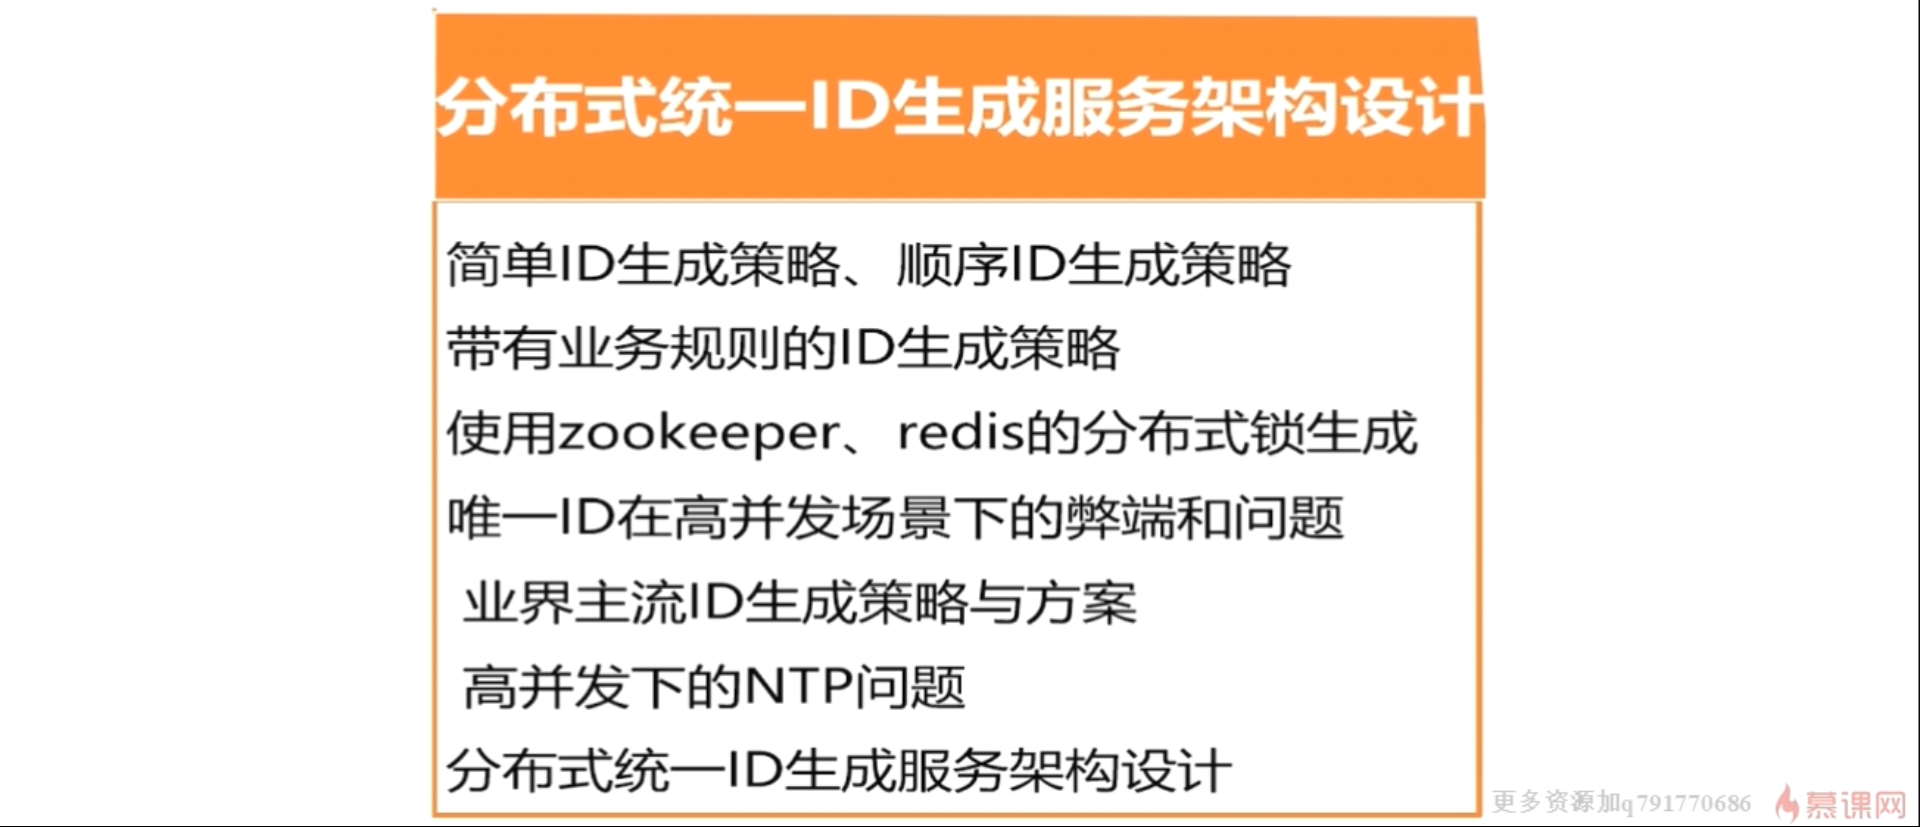 分布式统一ID生成服务架构设计
简单ID生成策略、顺序ID生成策略
带有业务规则的ID生成策略
使用zookeeper、redis的分布式锁生成
唯一ID在高并发场景下的弊端和问题
业界主流ID生成策略与方案
高并发下的NTP问题
分布式统一ID生成服务架构设计
更多资源加q791770686
慕课网